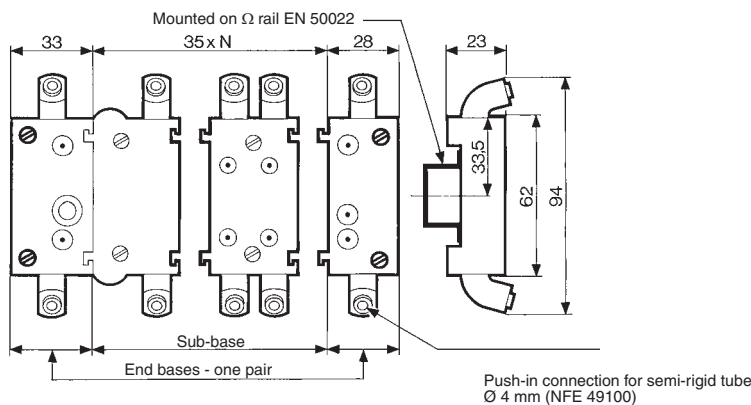 Mounted on Ω rail EN 50022
33
35 x N
28
23
33,5
62
94
Sub-base
End bases - one pair
Push-in connection for semi-rigid tube
Ø 4 mm (NFE 49100)